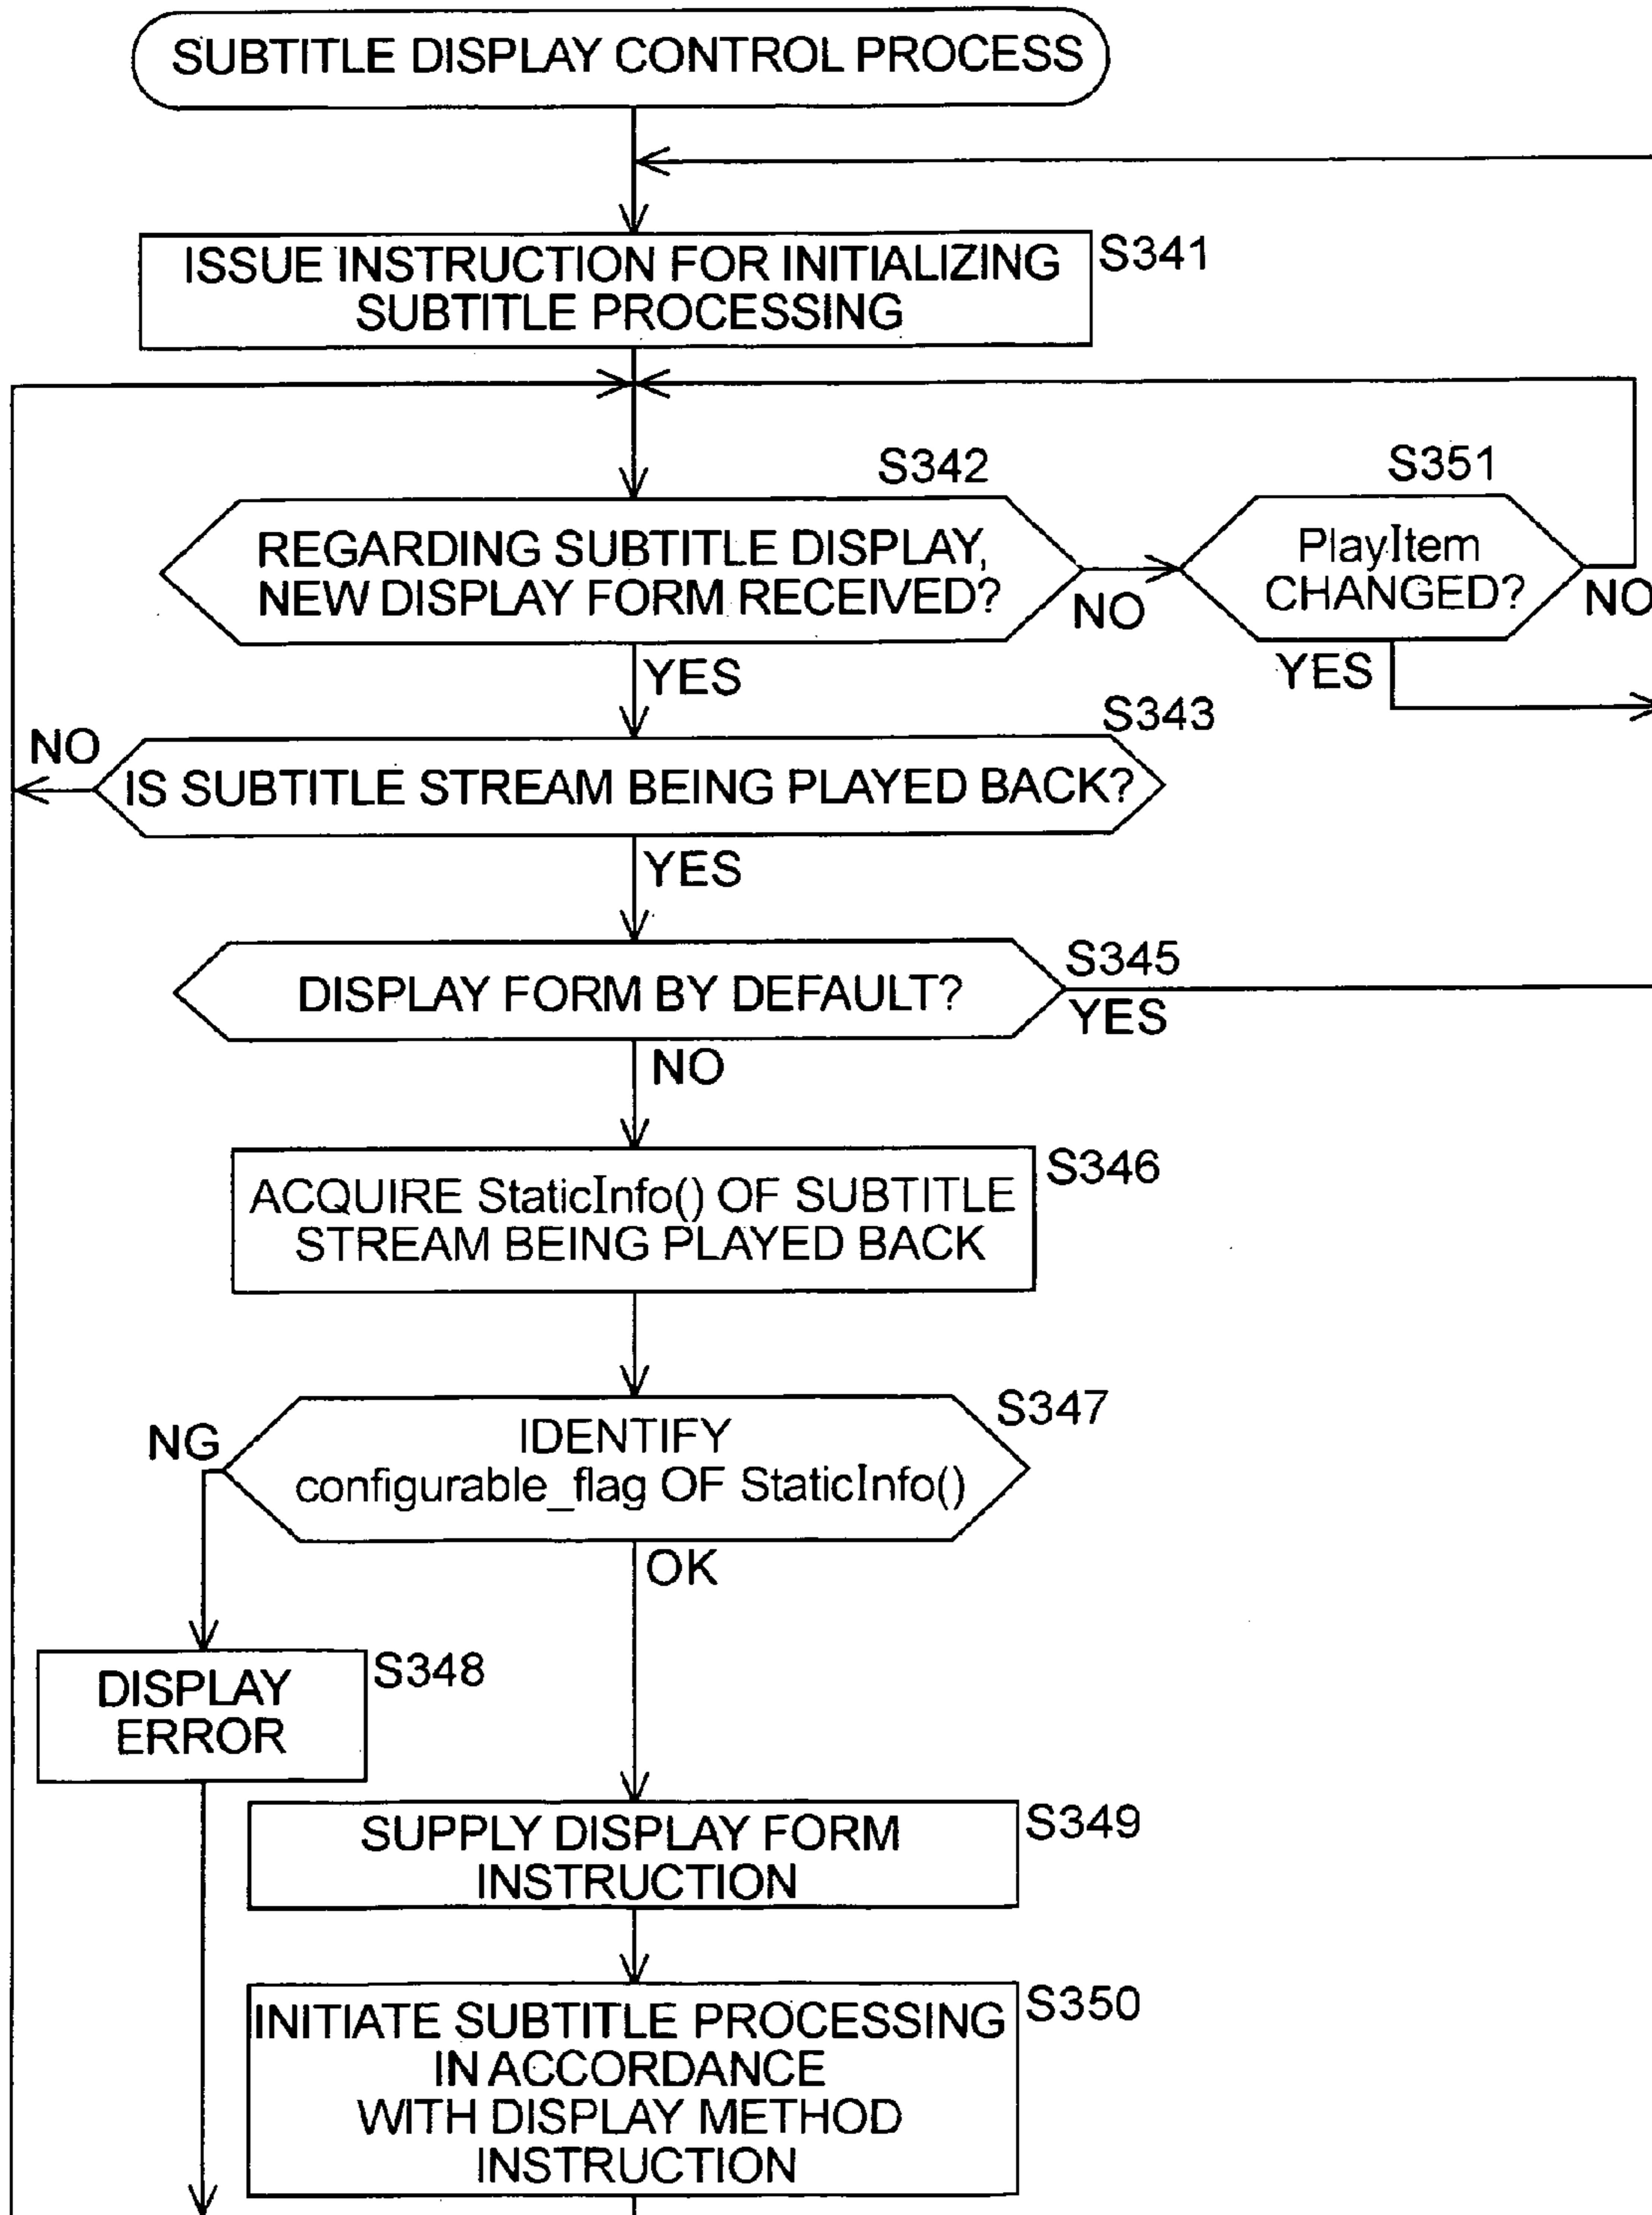 SUBTITLE DISPLAY CONTROL PROCESS
ISSUE INSTRUCTION FOR INITIALIZING
SUBTITLE PROCESSING
S341
S342
REGARDING SUBTITLE DISPLAY,
NEW DISPLAY FORM RECEIVED?
NO
S351
PlayItem
CHANGED?
NO
YES
YES
S343
NO
IS SUBTITLE STREAM BEING PLAYED BACK?
YES
DISPLAY FORM BY DEFAULT?
S345
YES
NO
ACQUIRE StaticInfo() OF SUBTITLE
STREAM BEING PLAYED BACK
S346
S347
NG
IDENTIFY
configurable_flag OF StaticInfo()
OK
DISPLAY
ERROR
S348
SUPPLY DISPLAY FORM
INSTRUCTION
S349
INITIATE SUBTITLE PROCESSING
IN ACCORDANCE
WITH DISPLAY METHOD
INSTRUCTION
S350